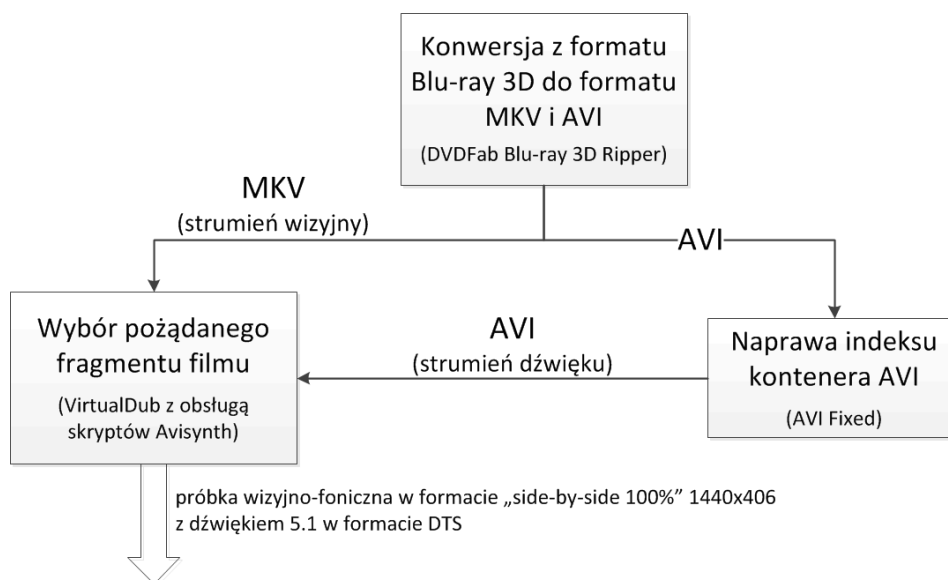 Konwersja z formatu
Blu-ray 3D do formatu
MKV i AVI
(DVDFab Blu-ray 3D Ripper)
MKV
(strumień wizyjny)
AVI
Wybór pożądanego
fragmentu filmu
(VirtualDub z obsługą
skryptów Avisynth)
AVI
(strumień dźwięku)
Naprawa indeksu
kontenera AVI
(AVI Fixed)
próbka wizyjno-foniczna w formacie „side-by-side 100%” 1440x406
z dźwiękiem 5.1 w formacie DTS